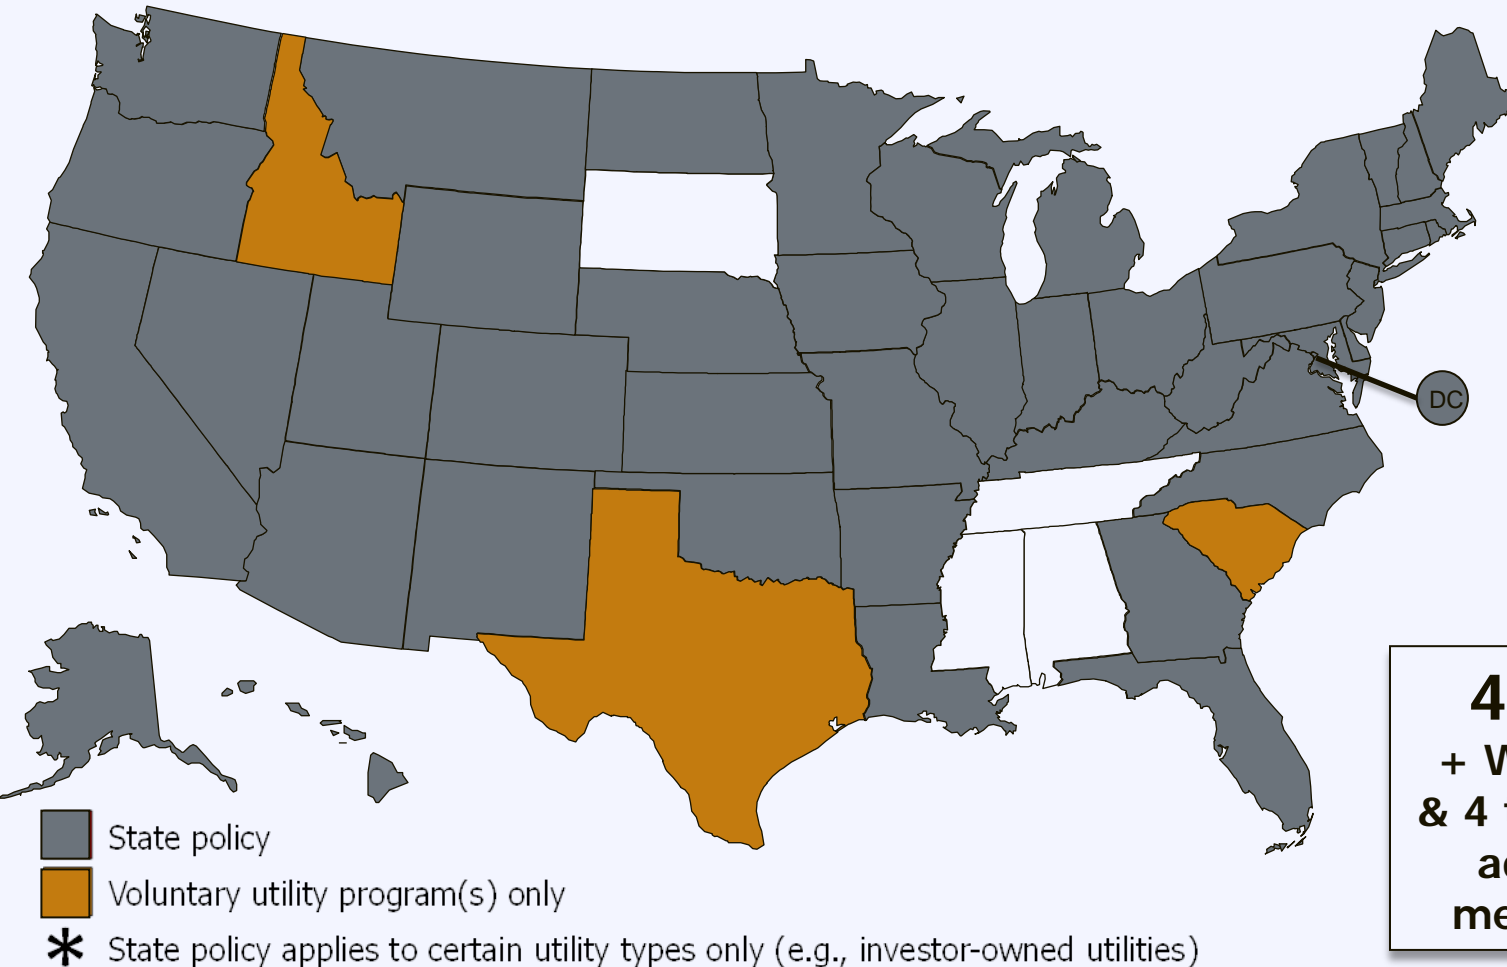 DC
4
+ W
& 4
ac
me
State policy
Voluntary utility program(s) only
* State policy applies to certain utility types only (e.g., investor-owned utilities)